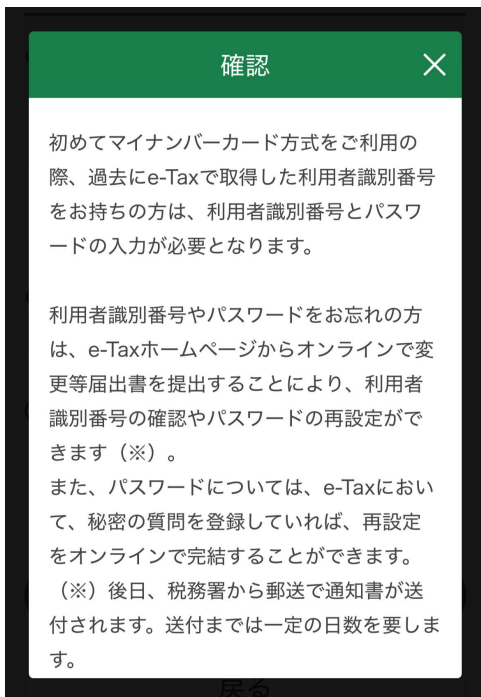 確認
初めてマイナンバーカード方式をご利用の
際、過去にe-Taxで取得した利用者識別番号
をお持ちの方は、利用者識別番号とパスワ
ードの入力が必要となります。
利用者識別番号やパスワードをお忘れの方
は、e-Taxホームページからオンラインで変
更等届出書を提出することにより、利用者
識別番号の確認やパスワードの再設定がで
きます（※）。
また、パスワードについては、e-Taxにおい
て、秘密の質問を登録していれば、再設定
をオンラインで完結することができます。
（※）後日、税務署から郵送で通知書が送
付されます。送付までは一定の日数を要しま
す。
戻る